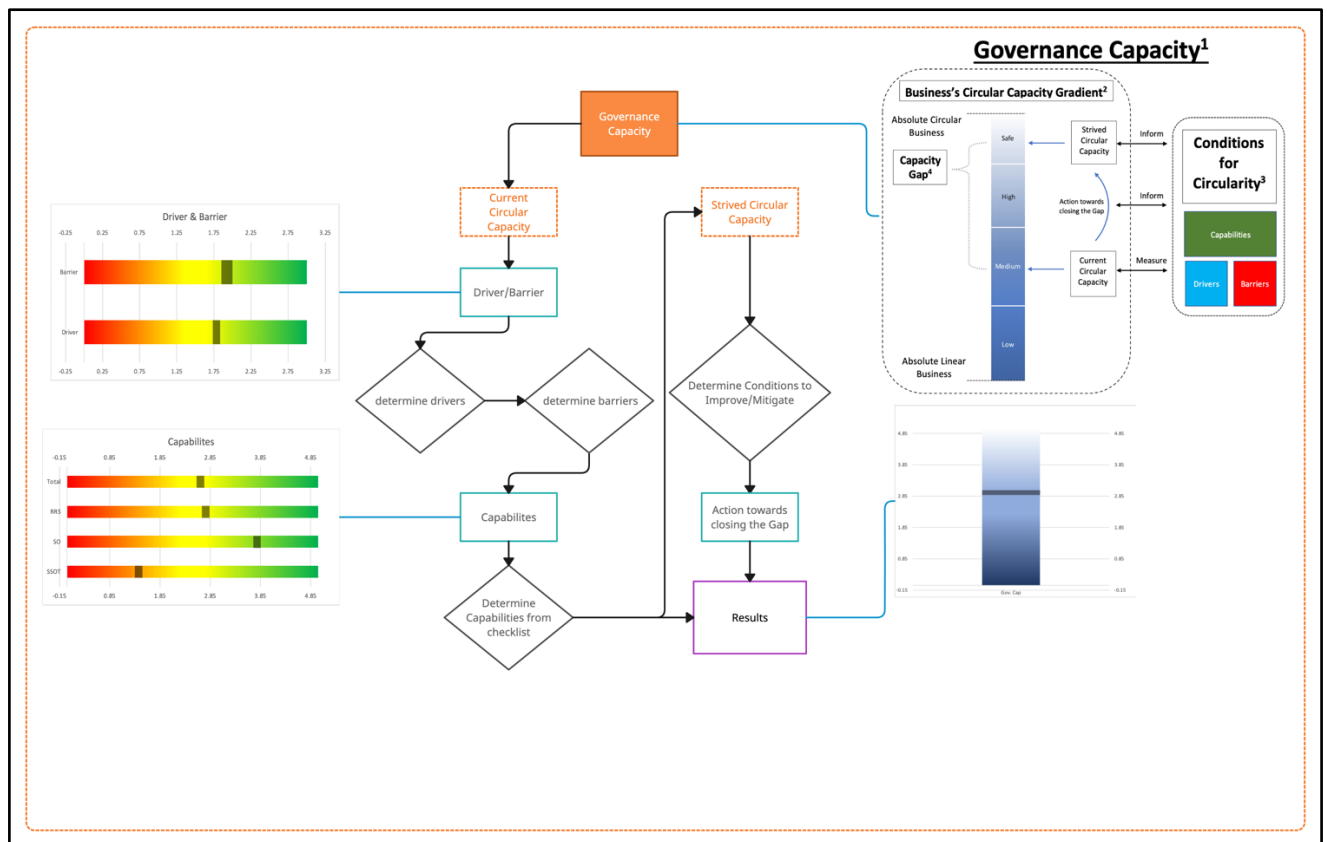 Governance Capacity¹
Business's Circular Capacity Gradient²
Absolute Circular
Business
Safe
Strived
Circular
Capacity
Inform
Capacity
Gap⁴
High
Action towards
closing the Gap
Inform
Medium
Current
Circular
Capacity
Measure
Low
Absolute Linear
Business
Conditions
for
Circularity³
Capabilities
Drivers
Barriers
Governance
Capacity
Current
Circular
Capacity
Strived Circular
Capacity
Driver/Barrier
determine drivers
determine barriers
Determine Conditions to
Improve/Mitigate
Capabilites
Action towards
closing the Gap
Determine
Capabilities from
checklist
Results
Driver & Barrier
-0.25 0.25 0.75 1.25 1.75 2.25 2.75 3.25
Barrier
Driver
-0.25 0.25 0.75 1.25 1.75 2.25 2.75 3.25
Capabilites
-0.15 0.85 1.85 2.85 3.85 4.85
Total
RRS
SO
SSOT
-0.15 0.85 1.85 2.85 3.85 4.85
4.85 4.85
3.85 3.85
2.85 2.85
1.85 1.85
0.85 0.85
-0.15 -0.15
Gov. Cap